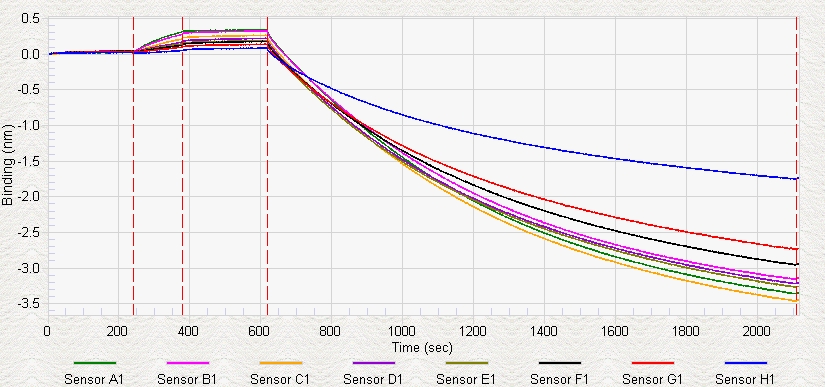 0.5
0.0
-0.5
-1.0
-1.5
-2.0
-2.5
-3.0
-3.5
Binding (nm)
0 200 400 600 800 1000 1200 1400 1600 1800 2000
Time (sec)
Sensor A1 Sensor B1 Sensor C1 Sensor D1 Sensor E1 Sensor F1 Sensor G1 Sensor H1